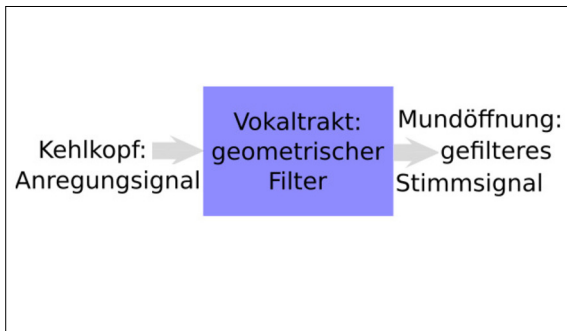 Kehlkopf:
Anregungsignal
Vokaltrakt:
geometrischer
Filter
Mundöffnung:
gefilteres
Stimmsignal